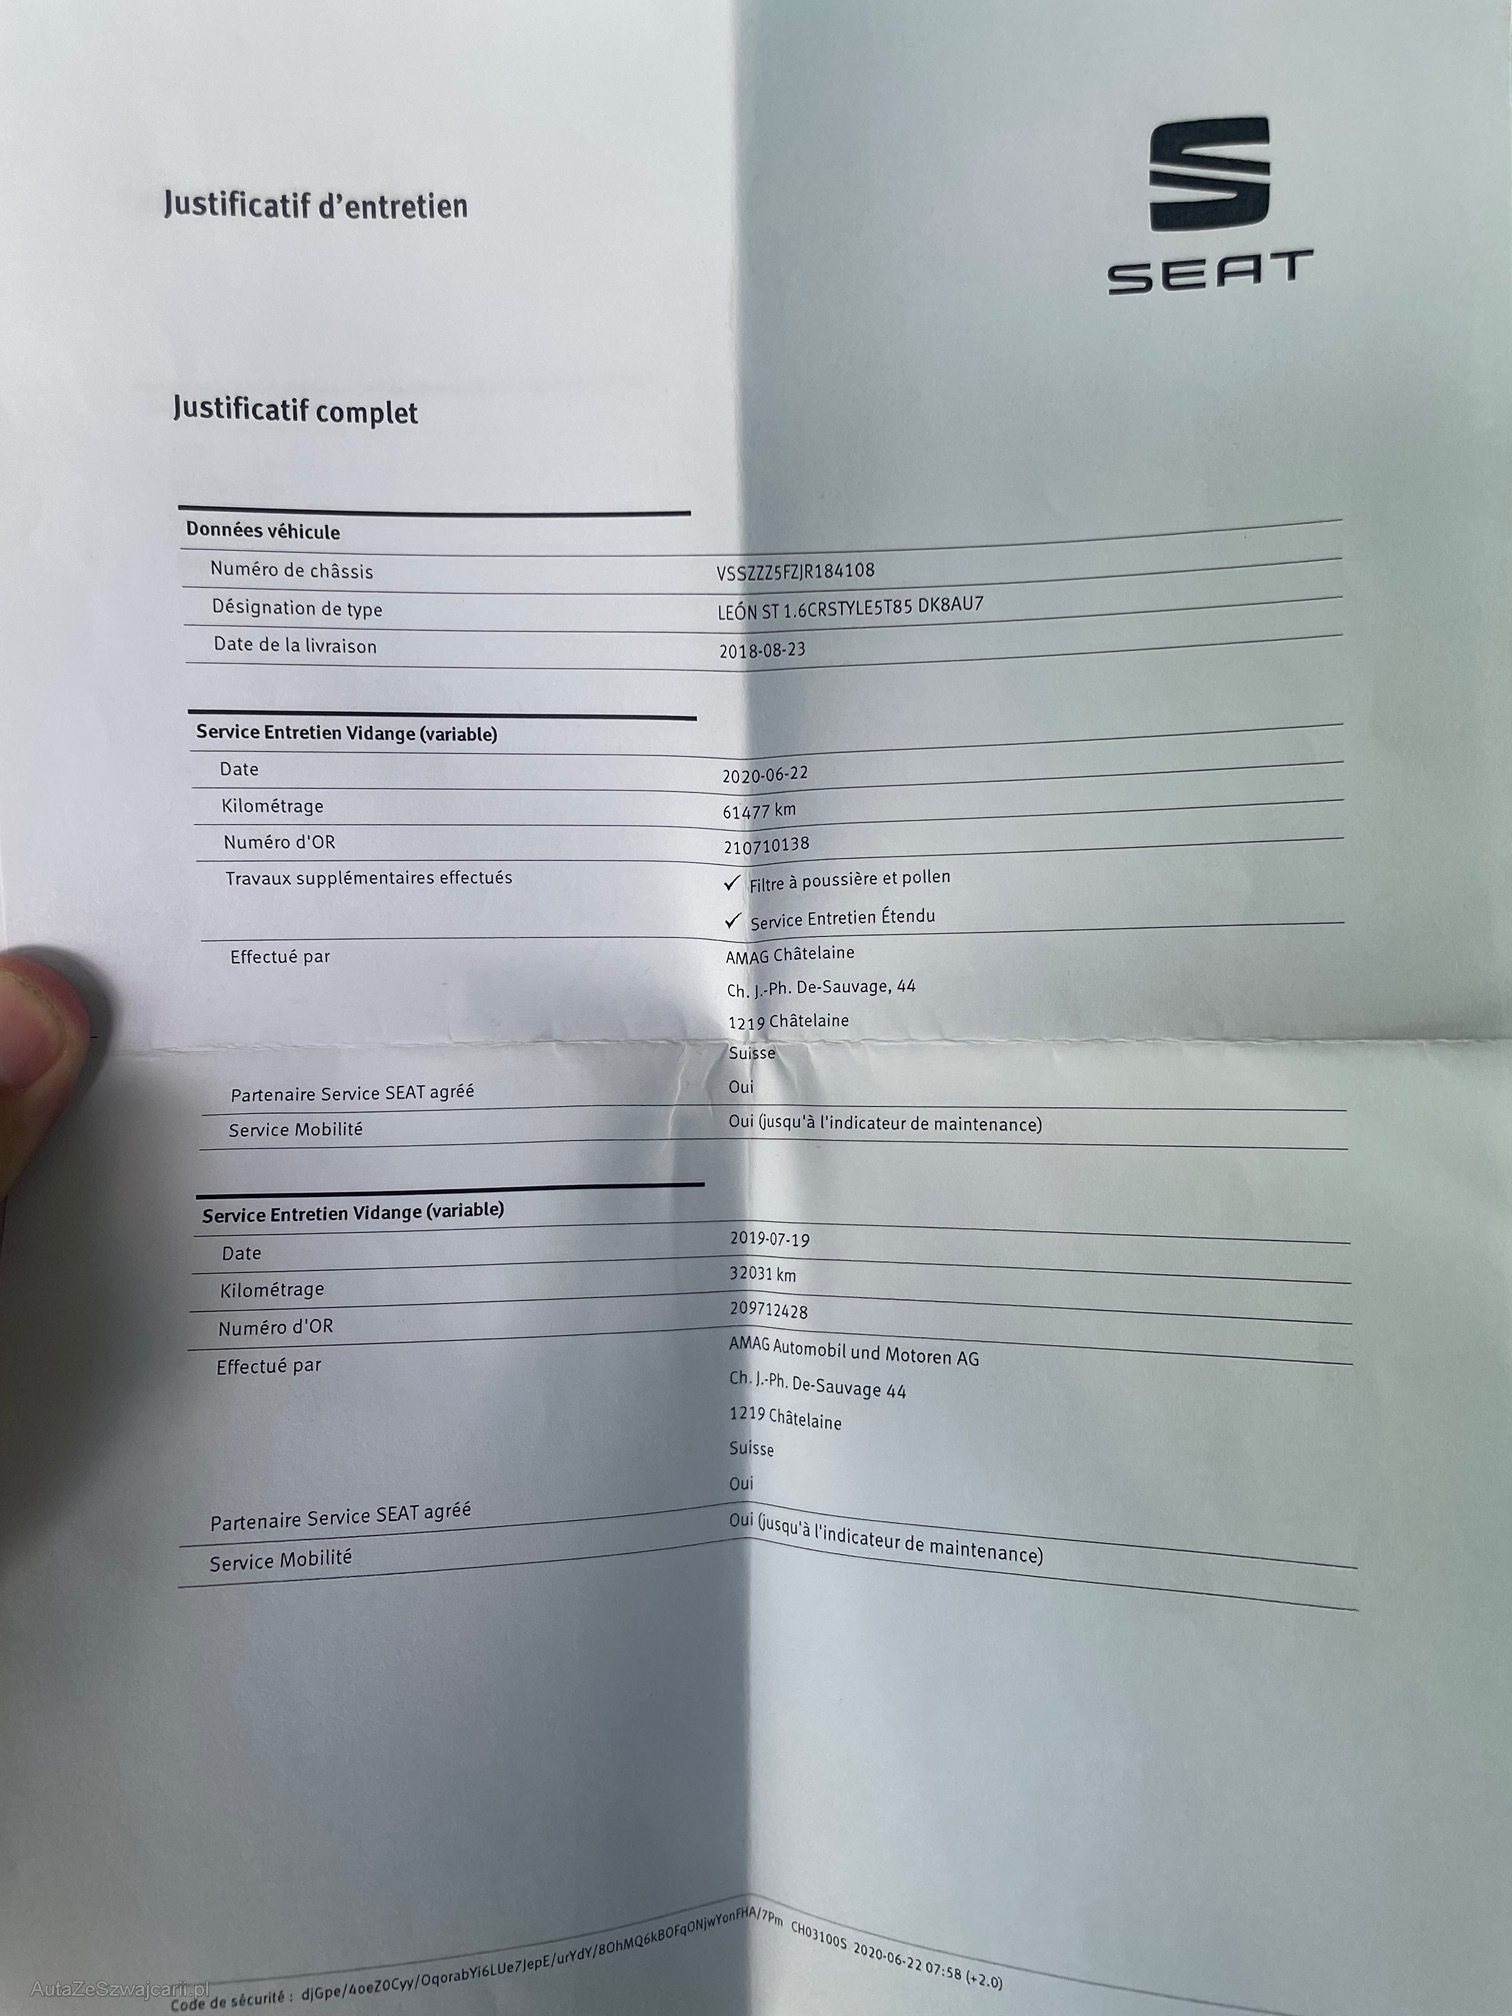 Justificatif d'entretien
SEAT
Justificatif complet
Données véhicule
Numéro de châssis VSSZZZ5FZJR184108
Désignation de type LEÓN ST 1.6CRSTYLE5T85 DK8AU7
Date de la livraison 2018-08-23
Service Entretien Vidange (variable)
Date 2020-06-22
Kilométrage 61477 km
Numéro d'OR 210710138
Travaux supplémentaires effectués ✓ Filtre à poussière et pollen
✓ Service Entretien Étendu
Effectué par AMAG Châtelaine
Ch. J.-Ph. De-Sauvage, 44
1219 Châtelaine
Suisse
Partenaire Service SEAT agréé Oui
Service Mobilité Oui (jusqu'à l'indicateur de maintenance)
Service Entretien Vidange (variable)
Date 2019-07-19
Kilométrage 32031 km
Numéro d'OR 209712428
Effectué par AMAG Automobil und Motoren AG
Ch. J.-Ph. De-Sauvage 44
1219 Châtelaine
Suisse
Partenaire Service SEAT agréé Oui
Service Mobilité Oui (jusqu'à l'indicateur de maintenance)
Code de sécurité : djGpe/4oeZ0Cyy/OqorabYi6LUe7JepE/urYdY/8OhMQ6kBOFqONjwYonFHA/7Pm CH03100S 2020-06-22 07:58 (+2.0)
AutaZeSzwajcarii.pl